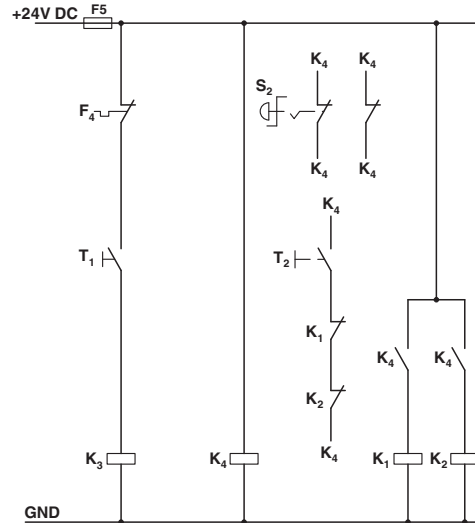 +24V DC F5
K4 K4
S2
F4
K4 K4
K4
T1 T2
K1
K4 K4
K2
K4
K3 K4 K1 K2
GND